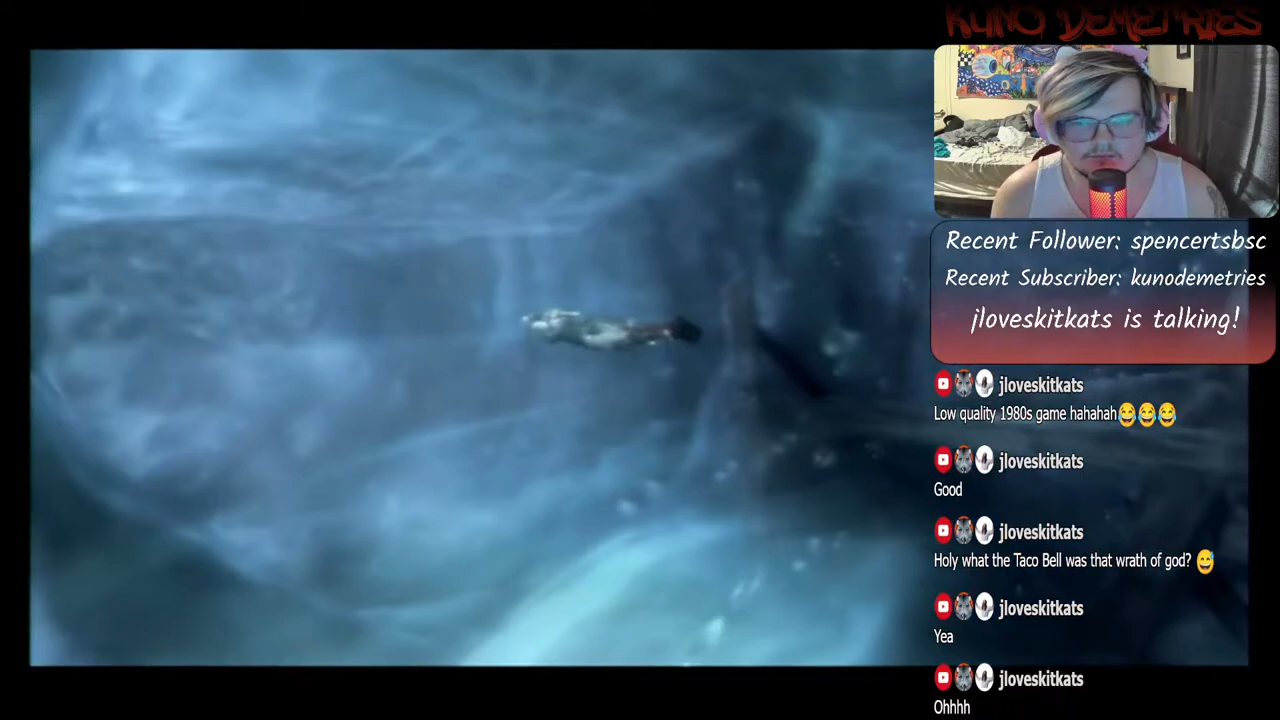 KUNO DEMETRIES
Recent Follower: spencertsbsc
Recent Subscriber: kunodemetries
jloveskitkats is talking!
jloveskitkats
Low quality 1980s game hahahah😂😂😂
jloveskitkats
Good
jloveskitkats
Holy what the Taco Bell was that wrath of god? 😅
jloveskitkats
Yea
jloveskitkats
Ohhhh